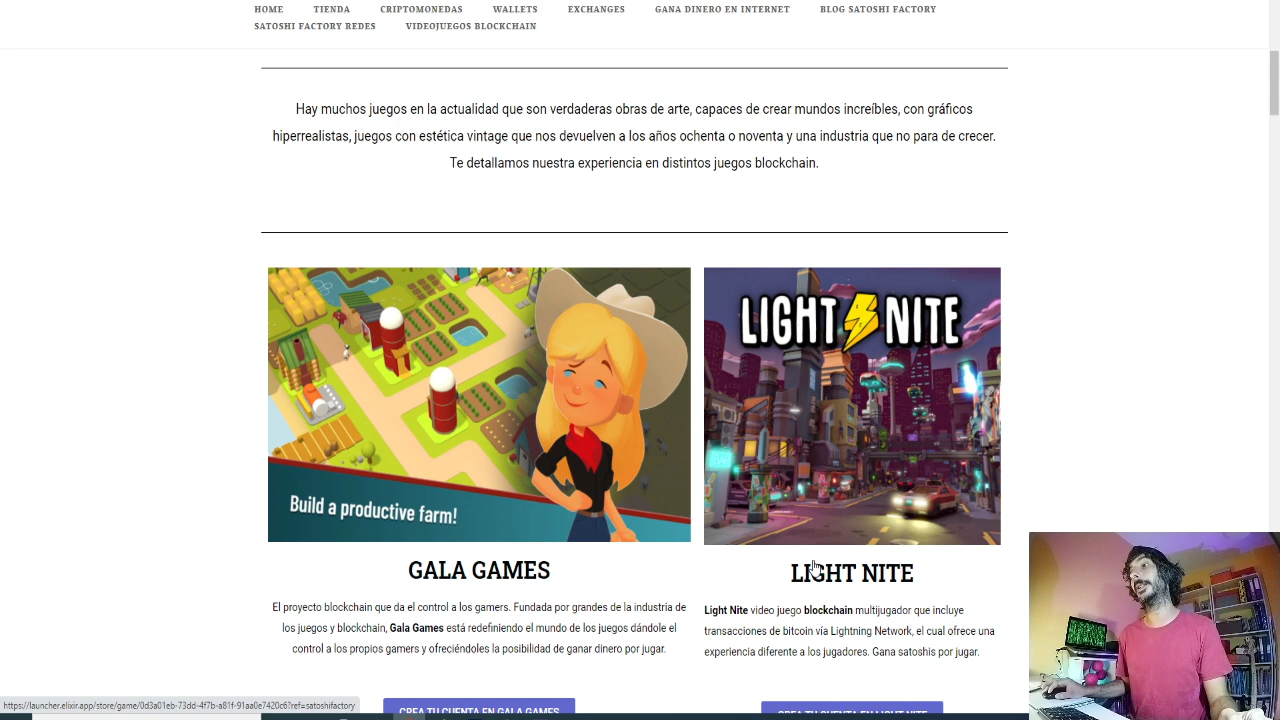 HOME TIENDA CRIPTOMONEDAS WALLETS EXCHANGES GANA DINERO EN INTERNET BLOG SATOSHI FACTORY
SATOSHI FACTORY REDES VIDEOJUEGOS BLOCKCHAIN
Hay muchos juegos en la actualidad que son verdaderas obras de arte, capaces de crear mundos increíbles, con gráficos
hiperrealistas, juegos con estética vintage que nos devuelven a los años ochenta o noventa y una industria que no para de crecer.
Te detallamos nuestra experiencia en distintos juegos blockchain.
Build a productive farm!
LIGHT NITE
GALA GAMES
El proyecto blockchain que da el control a los gamers. Fundada por grandes de la industria de
los juegos y blockchain, Gala Games está redefiniendo el mundo de los juegos dándole el
control a los propios gamers y ofreciéndoles la posibilidad de ganar dinero por jugar.
CREA TU CUENTA EN GALA GAMES
LIGHT NITE
Light Nite video juego blockchain multijugador que incluye
transacciones de bitcoin vía Lightning Network, el cual ofrece una
experiencia diferente a los jugadores. Gana satoshis por jugar.
CREA TU CUENTA EN LIGHT NITE
https://launcher.elixir.app/store/game/0d3a01eb-73dd-4f7b-a81f-91aa0e7420c6?ref=satoshifactory